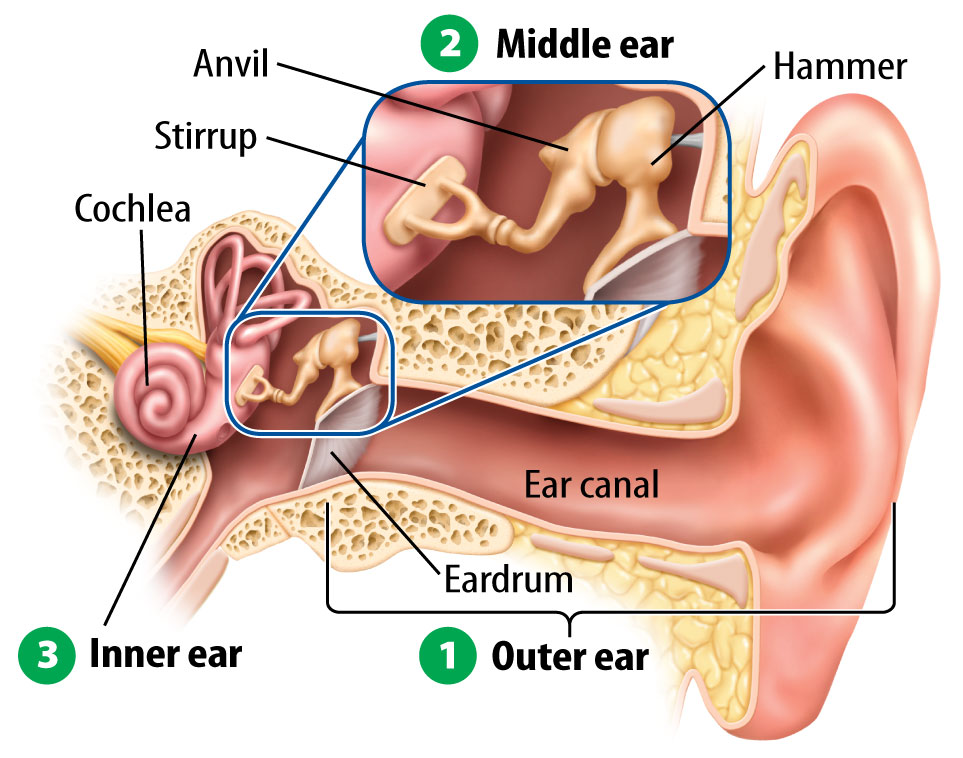 2 Middle ear
Anvil
Hammer
Stirrup
Cochlea
Ear canal
Eardrum
3 Inner ear
1 Outer ear